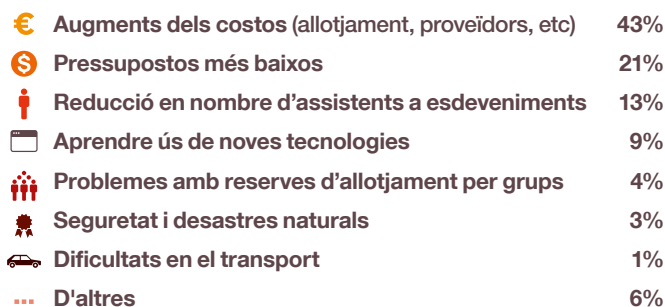 Augments dels costos (allotjament, proveïdors, etc) 43%
Pressupostos més baixos 21%
Reducció en nombre d'assistents a esdeveniments 13%
Aprendre ús de noves tecnologies 9%
Problemes amb reserves d'allotjament per grups 4%
Seguretat i desastres naturals 3%
Dificultats en el transport 1%
D'altres 6%